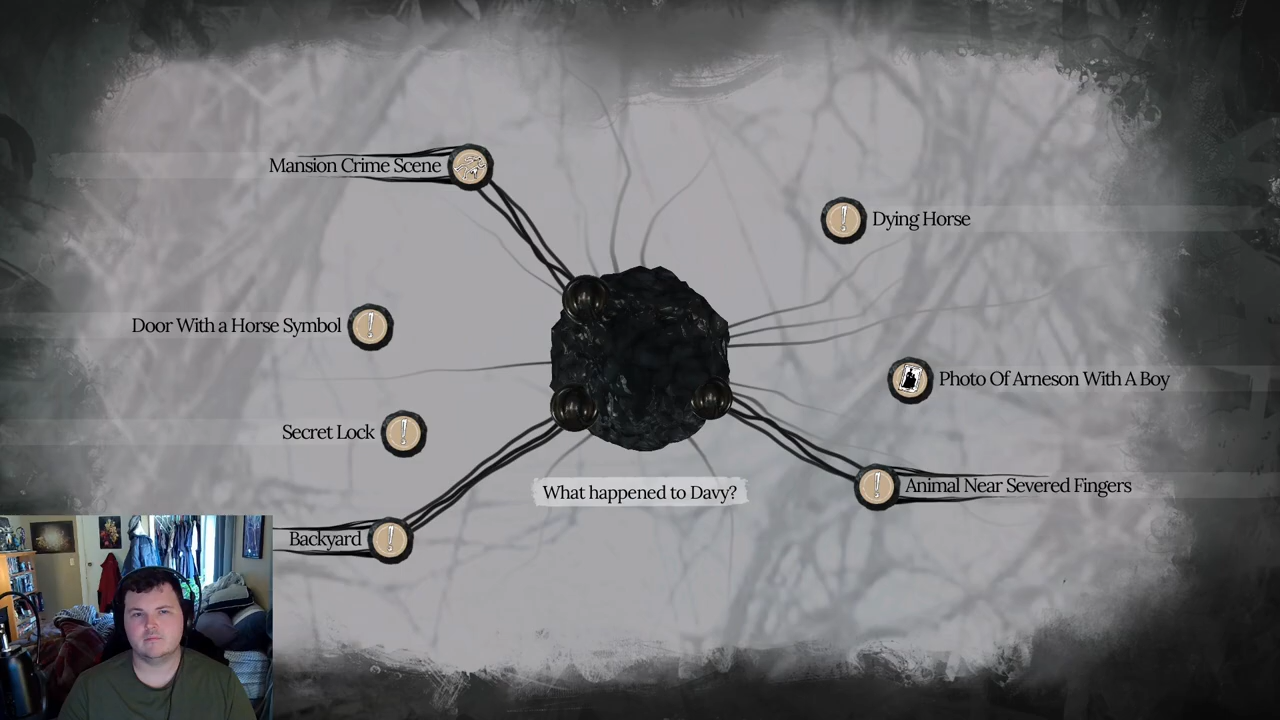 Mansion Crime Scene
Dying Horse
Door With a Horse Symbol
Photo Of Arneson With A Boy
Secret Lock
Animal Near Severed Fingers
What happened to Davy?
Backyard